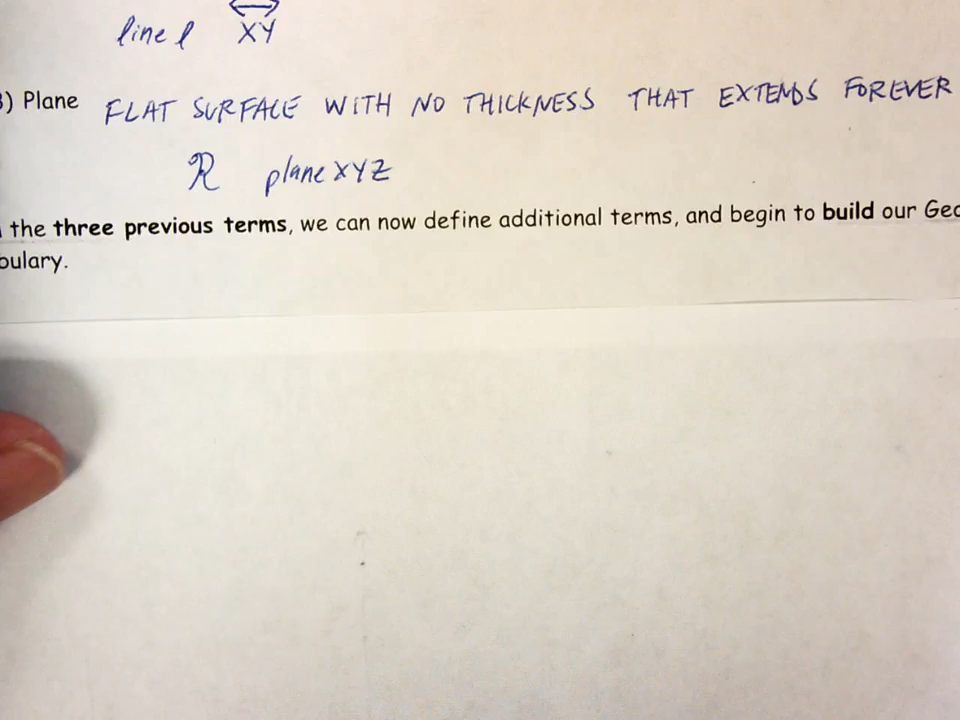 line l XY
3) Plane FLAT SURFACE WITH NO THICKNESS THAT EXTENDS FOREVER
R plane XYZ
the three previous terms, we can now define additional terms, and begin to build our Geo
bulary.